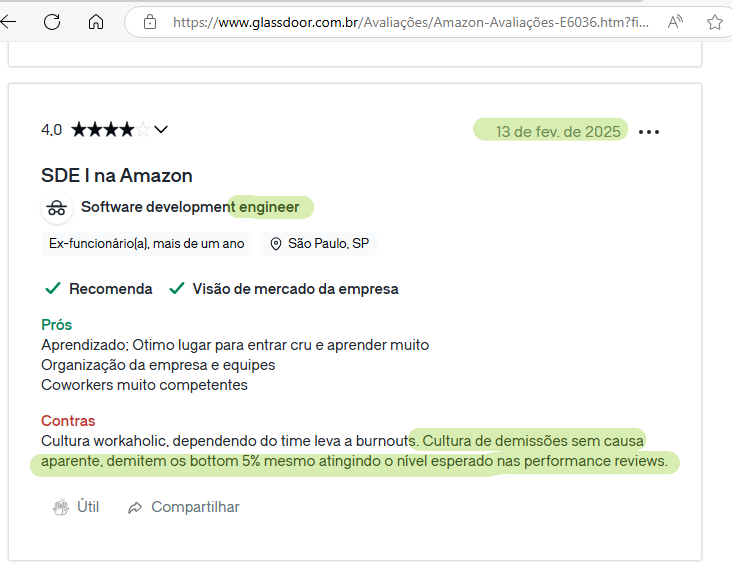 https://www.glassdoor.com.br/Avaliações/Amazon-Avaliações-E6036.htm?fi...
4,0 ★★★★☆
13 de fev. de 2025
SDE I na Amazon
Software development engineer
Ex-funcionário(a), mais de um ano
São Paulo, SP
Recomenda
Visão de mercado da empresa
Prós
Aprendizado; Otimo lugar para entrar cru e aprender muito
Organização da empresa e equipes
Coworkers muito competentes
Contras
Cultura workaholic, dependendo do time leva a burnouts. Cultura de demissões sem causa
aparente, demitem os bottom 5% mesmo atingindo o nível esperado nas performance reviews.
Útil
Compartilhar